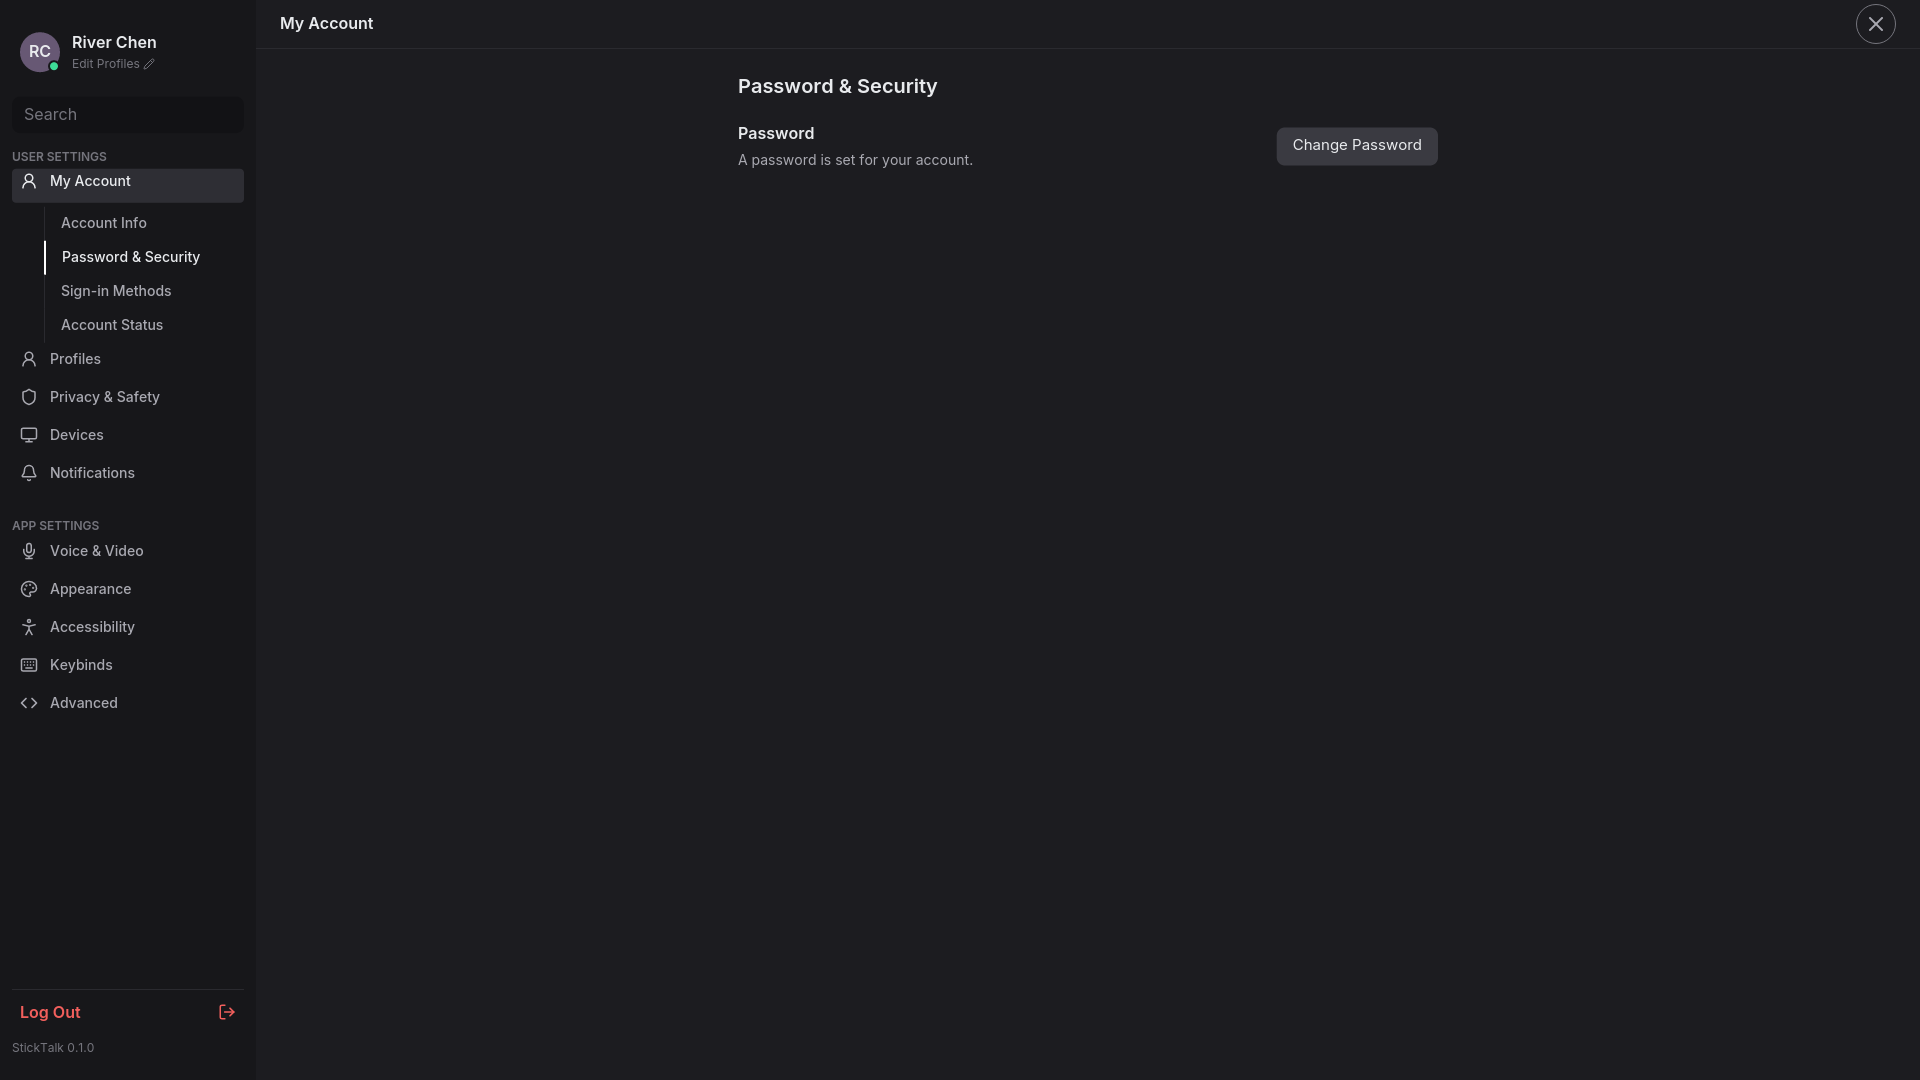 RC
River Chen
Edit Profiles
Search
USER SETTINGS
My Account
Account Info
Password & Security
Sign-in Methods
Account Status
Profiles
Privacy & Safety
Devices
Notifications
APP SETTINGS
Voice & Video
Appearance
Accessibility
Keybinds
Advanced
Log Out
StickTalk 0.1.0
My Account
Password & Security
Password
A password is set for your account.
Change Password